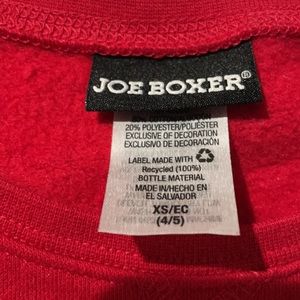 JOE BOXER®
20% POLYESTER/POLIÉSTER
EXCLUSIVE OF DECORATION
EXCLUSIVO DE DECORACIÓN
LABEL MADE WITH
Recycled (100%)
BOTTLE MATERIAL
MADE IN/HECHO EN
EL SALVADOR
XS/EC
(4/5)